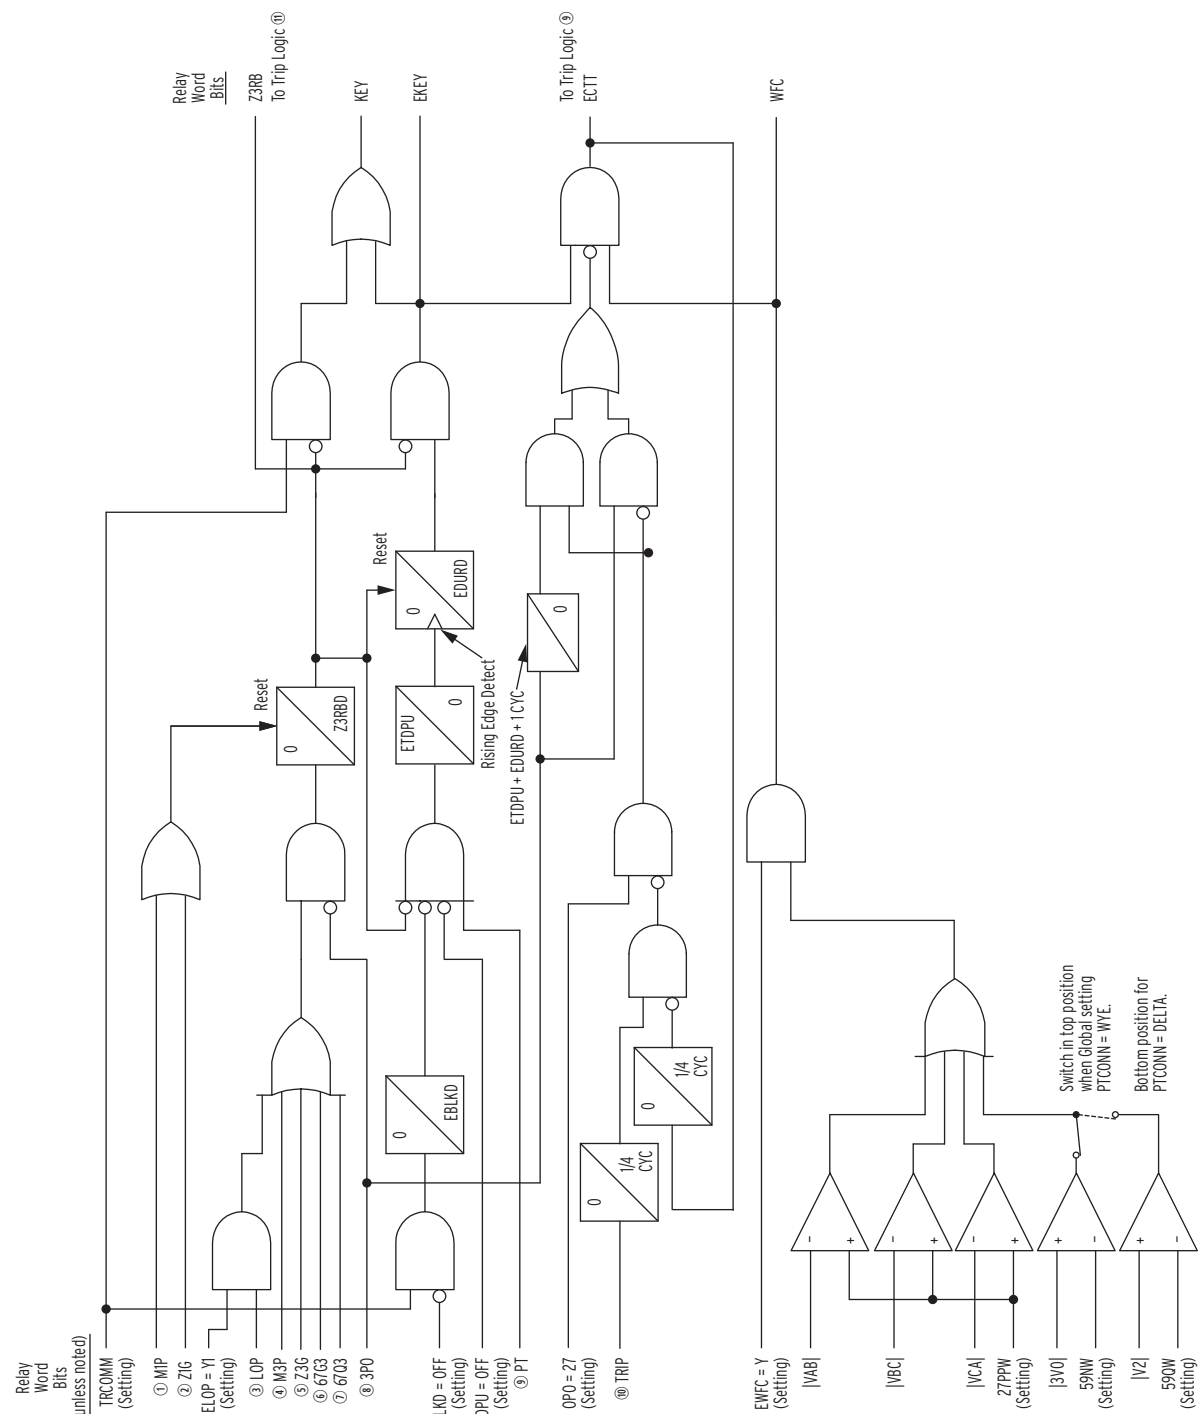 Relay
Word
Bits
Z3RB
To Trip Logic ⑪
KEY
EKEY
To Trip Logic ⑨
ECTT
WFC
Reset
0
EDURD
Rising Edge Detect
Reset
0
Z3RBD
ETDPU
0
ETDPU + EDURD + 1 CYC
0
0
EBLKD
0
1/4
CYC
0
1/4
CYC
Switch in top position
when Global setting
PTCONN = WYE.
Bottom position for
PTCONN = DELTA.
Relay
Word
Bits
unless noted)
TRCOMM
(Setting)
① M1P
② Z1G
ELOP = Y1
(Setting)
③ LOP
④ M3P
⑤ Z3G
⑥ 67G3
⑦ 67Q3
⑧ 3PO
LKD = OFF
(Setting)
DPU = OFF
(Setting)
⑨ PT
OPO = 27
(Setting)
⑩ TRIP
EWFC = Y
(Setting)
|VAB|
- +
|VBC|
- +
|VCA|
27PPW
(Setting)
- +
|3V0|
59NW
(Setting)
+ -
|V2|
59QW
(Setting)
+ -